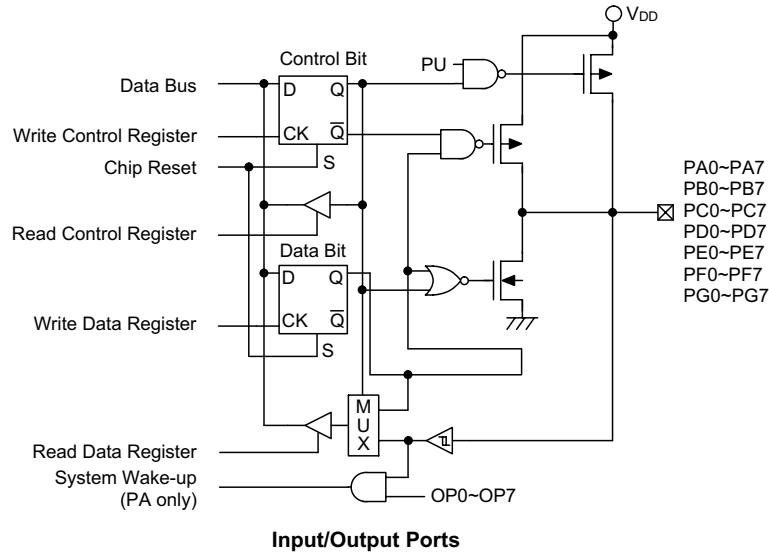 VDD
Control Bit
PU
Data Bus
D
Q
Write Control Register
CK
Q
Chip Reset
S
PA0~PA7
PB0~PB7
PC0~PC7
PD0~PD7
PE0~PE7
PF0~PF7
PG0~PG7
Read Control Register
Data Bit
D
Q
Write Data Register
CK
Q
S
M
U
X
Read Data Register
System Wake-up
(PA only)
OP0~OP7
Input/Output Ports